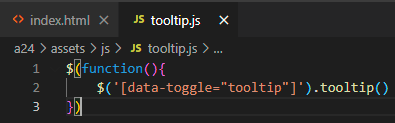 <> index.html JS tooltip.js ×
a24 > assets > js > JS tooltip.js > ...
1 $(function(){
2 $('[data-toggle="tooltip"]').tooltip()
3 })